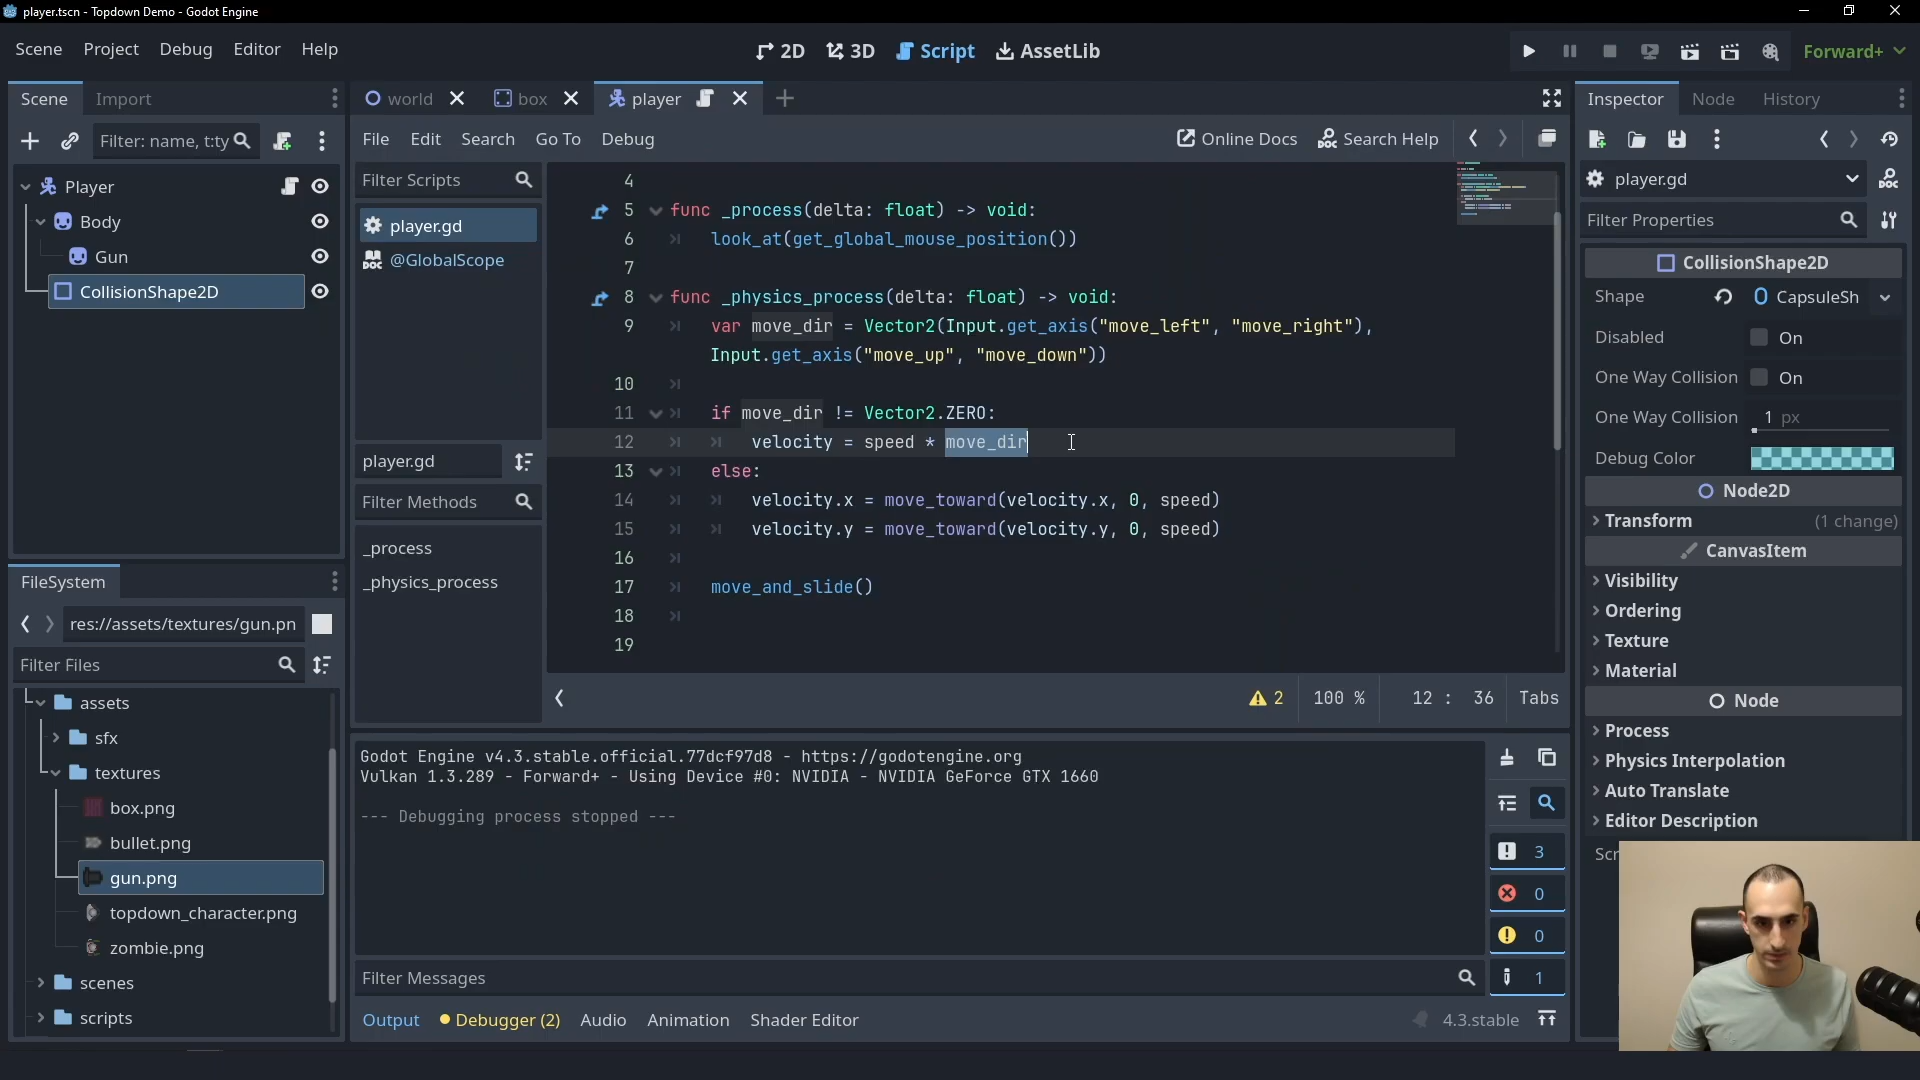 player.tscn - Topdown Demo - Godot Engine
Scene Project Debug Editor Help
2D 3D Script AssetLib
Forward+
Scene Import
Filter: name, t:ty
Player
Body
Gun
CollisionShape2D
FileSystem
res://assets/textures/gun.pn
Filter Files
assets
sfx
textures
box.png
bullet.png
gun.png
topdown_character.png
zombie.png
scenes
scripts
world box player
File Edit Search Go To Debug
Online Docs Search Help
Filter Scripts
player.gd
@GlobalScope
player.gd
Filter Methods
_process
_physics_process
4
5 func _process(delta: float) -> void:
6 look_at(get_global_mouse_position())
7
8 func _physics_process(delta: float) -> void:
9 var move_dir = Vector2(Input.get_axis("move_left", "move_right"),
Input.get_axis("move_up", "move_down"))
10
11 if move_dir != Vector2.ZERO:
12 velocity = speed * move_dir
13 else:
14 velocity.x = move_toward(velocity.x, 0, speed)
15 velocity.y = move_toward(velocity.y, 0, speed)
16
17 move_and_slide()
18
19
2 100 % 12 : 36 Tabs
Godot Engine v4.3.stable.official.77dcf97d8 - https://godotengine.org
Vulkan 1.3.289 - Forward+ - Using Device #0: NVIDIA - NVIDIA GeForce GTX 1660
--- Debugging process stopped ---
3
0
0
1
Filter Messages
Output Debugger (2) Audio Animation Shader Editor
4.3.stable
Inspector Node History
player.gd
Filter Properties
CollisionShape2D
Shape CapsuleSh
Disabled On
One Way Collision On
One Way Collision 1 px
Debug Color
Node2D
Transform (1 change)
CanvasItem
Visibility
Ordering
Texture
Material
Node
Process
Physics Interpolation
Auto Translate
Editor Description
Scr